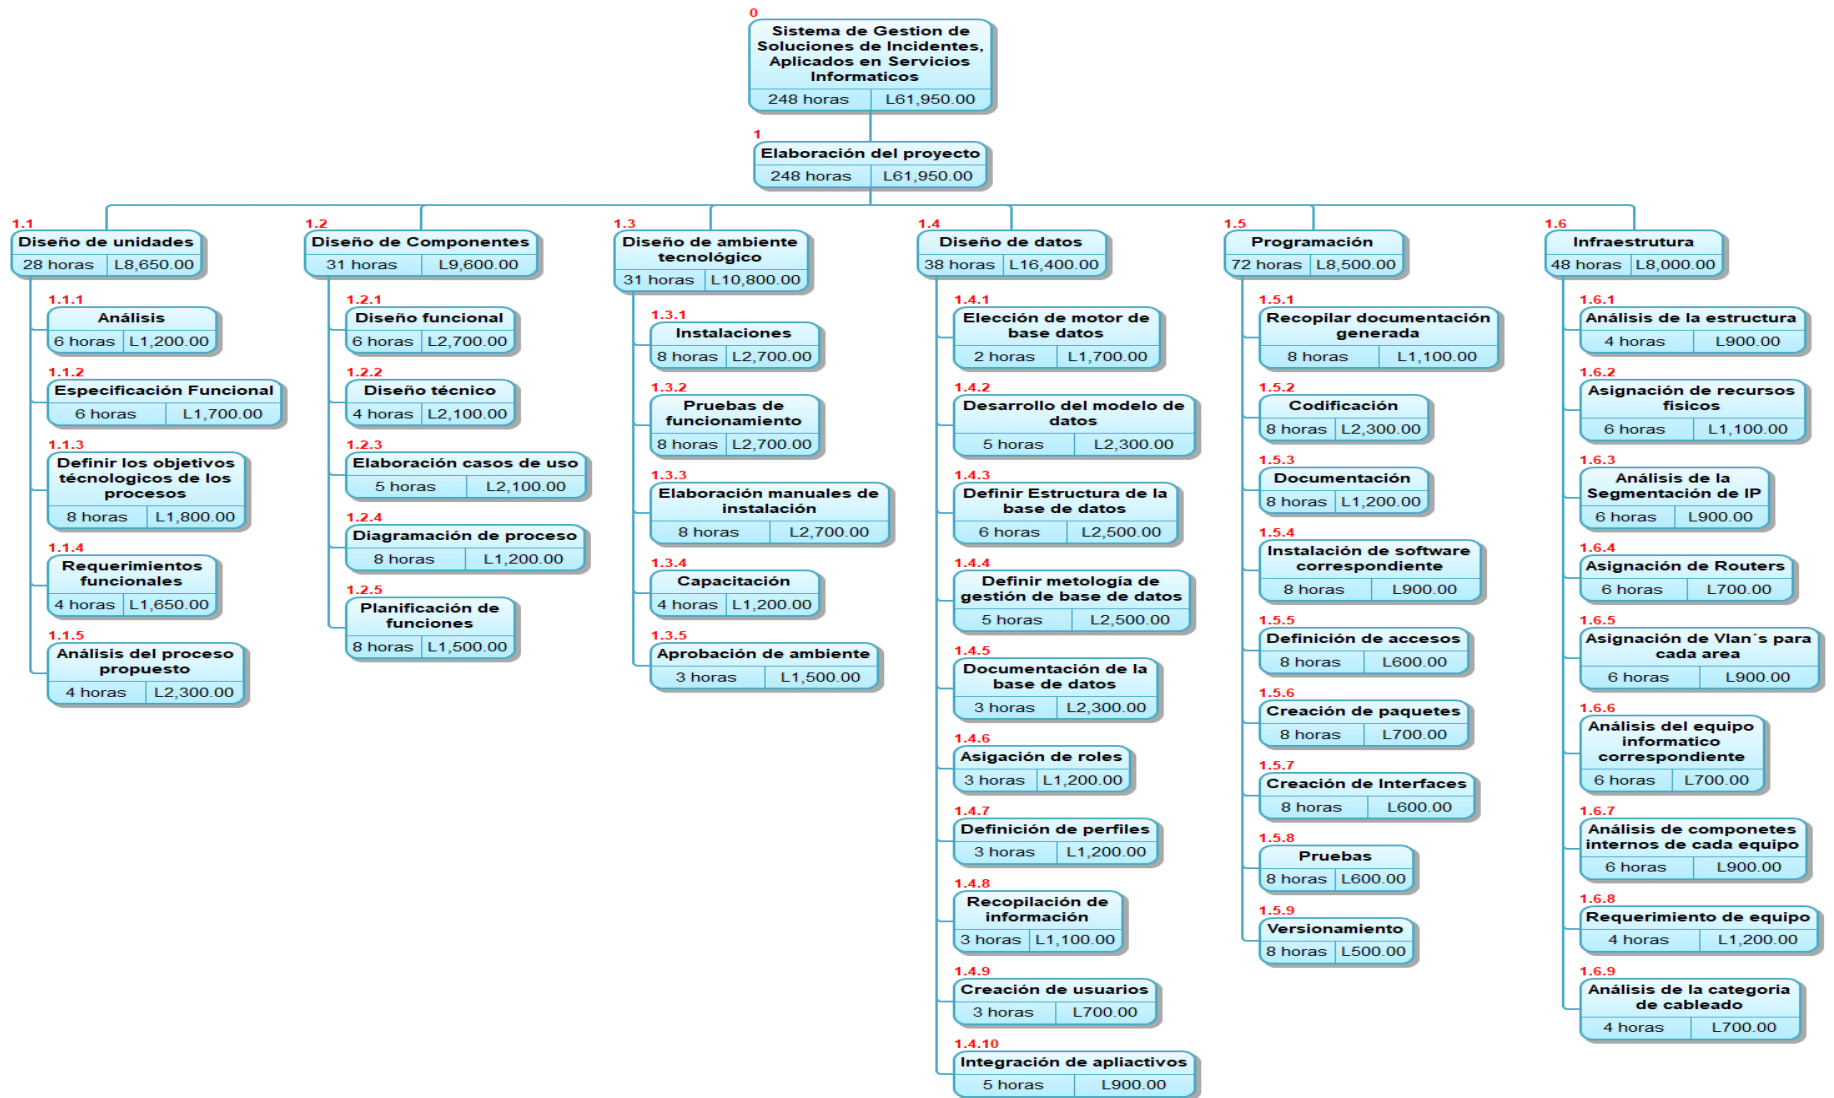 0
Sistema de Gestion de
Soluciones de Incidentes,
Aplicados en Servicios
Informaticos
248 horas L61,950.00
1
Elaboración del proyecto
248 horas L61,950.00
1.1
Diseño de unidades
28 horas L8,650.00
1.1.1
Análisis
6 horas L1,200.00
1.1.2
Especificación Funcional
6 horas L1,700.00
1.1.3
Definir los objetivos
técnologicos de los
procesos
8 horas L1,800.00
1.1.4
Requerimientos
funcionales
4 horas L1,650.00
1.1.5
Análisis del proceso
propuesto
4 horas L2,300.00
1.2
Diseño de Componentes
31 horas L9,600.00
1.2.1
Diseño funcional
6 horas L2,700.00
1.2.2
Diseño técnico
4 horas L2,100.00
1.2.3
Elaboración casos de uso
5 horas L2,100.00
1.2.4
Diagramación de proceso
8 horas L1,200.00
1.2.5
Planificación de
funciones
8 horas L1,500.00
1.3
Diseño de ambiente
tecnológico
31 horas L10,800.00
1.3.1
Instalaciones
8 horas L2,700.00
1.3.2
Pruebas de
funcionamiento
8 horas L2,700.00
1.3.3
Elaboración manuales de
instalación
8 horas L2,700.00
1.3.4
Capacitación
4 horas L1,200.00
1.3.5
Aprobación de ambiente
3 horas L1,500.00
1.4
Diseño de datos
38 horas L16,400.00
1.4.1
Elección de motor de
base datos
2 horas L1,700.00
1.4.2
Desarrollo del modelo de
datos
5 horas L2,300.00
1.4.3
Definir Estructura de la
base de datos
6 horas L2,500.00
1.4.4
Definir metología de
gestión de base de datos
5 horas L2,500.00
1.4.5
Documentación de la
base de datos
3 horas L2,300.00
1.4.6
Asigación de roles
3 horas L1,200.00
1.4.7
Definición de perfiles
3 horas L1,200.00
1.4.8
Recopilación de
información
3 horas L1,100.00
1.4.9
Creación de usuarios
3 horas L700.00
1.4.10
Integración de apliactivos
5 horas L900.00
1.5
Programación
72 horas L8,500.00
1.5.1
Recopilar documentación
generada
8 horas L1,100.00
1.5.2
Codificación
8 horas L2,300.00
1.5.3
Documentación
8 horas L1,200.00
1.5.4
Instalación de software
correspondiente
8 horas L900.00
1.5.5
Definición de accesos
8 horas L600.00
1.5.6
Creación de paquetes
8 horas L700.00
1.5.7
Creación de Interfaces
8 horas L600.00
1.5.8
Pruebas
8 horas L600.00
1.5.9
Versionamiento
8 horas L500.00
1.6
Infraestrutura
48 horas L8,000.00
1.6.1
Análisis de la estructura
4 horas L900.00
1.6.2
Asignación de recursos
fisicos
6 horas L1,100.00
1.6.3
Análisis de la
Segmentación de IP
6 horas L900.00
1.6.4
Asignación de Routers
6 horas L700.00
1.6.5
Asignación de Vlan´s para
cada area
6 horas L900.00
1.6.6
Análisis del equipo
informatico
correspondiente
6 horas L700.00
1.6.7
Análisis de componetes
internos de cada equipo
6 horas L900.00
1.6.8
Requerimiento de equipo
4 horas L1,200.00
1.6.9
Análisis de la categoria
de cableado
4 horas L700.00